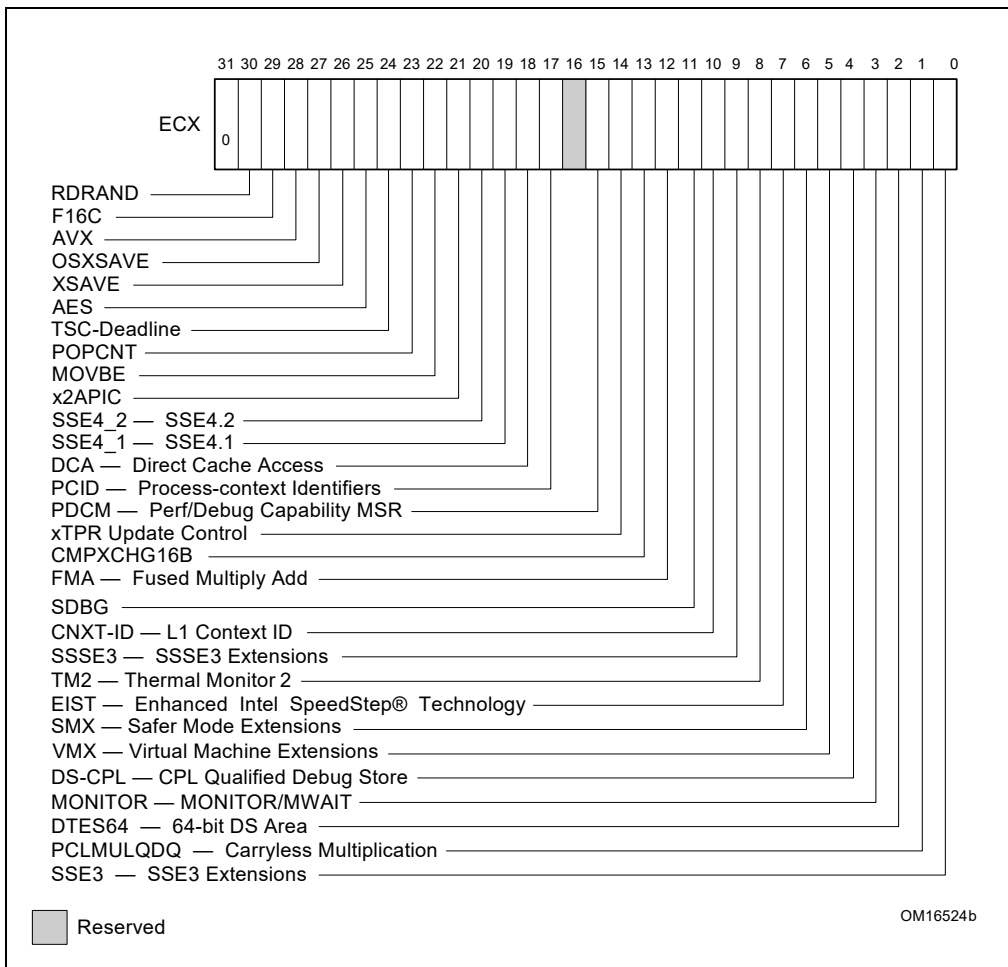 31 30 29 28 27 26 25 24 23 22 21 20 19 18 17 16 15 14 13 12 11 10 9 8 7 6 5 4 3 2 1 0
ECX
0
RDRAND
F16C
AVX
OSXSAVE
XSAVE
AES
TSC-Deadline
POPCNT
MOVBE
x2APIC
SSE4_2 — SSE4.2
SSE4_1 — SSE4.1
DCA — Direct Cache Access
PCID — Process-context Identifiers
PDCM — Perf/Debug Capability MSR
xTPR Update Control
CMPXCHG16B
FMA — Fused Multiply Add
SDBG
CNXT-ID — L1 Context ID
SSSE3 — SSSE3 Extensions
TM2 — Thermal Monitor 2
EIST — Enhanced Intel SpeedStep® Technology
SMX — Safer Mode Extensions
VMX — Virtual Machine Extensions
DS-CPL — CPL Qualified Debug Store
MONITOR — MONITOR/MWAIT
DTES64 — 64-bit DS Area
PCLMULQDQ — Carryless Multiplication
SSE3 — SSE3 Extensions
OM16524b
Reserved